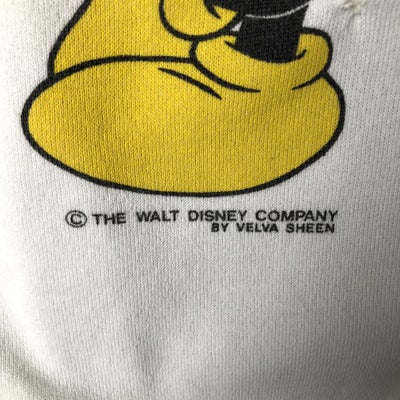 © THE WALT DISNEY COMPANY
BY VELVA SHEEN